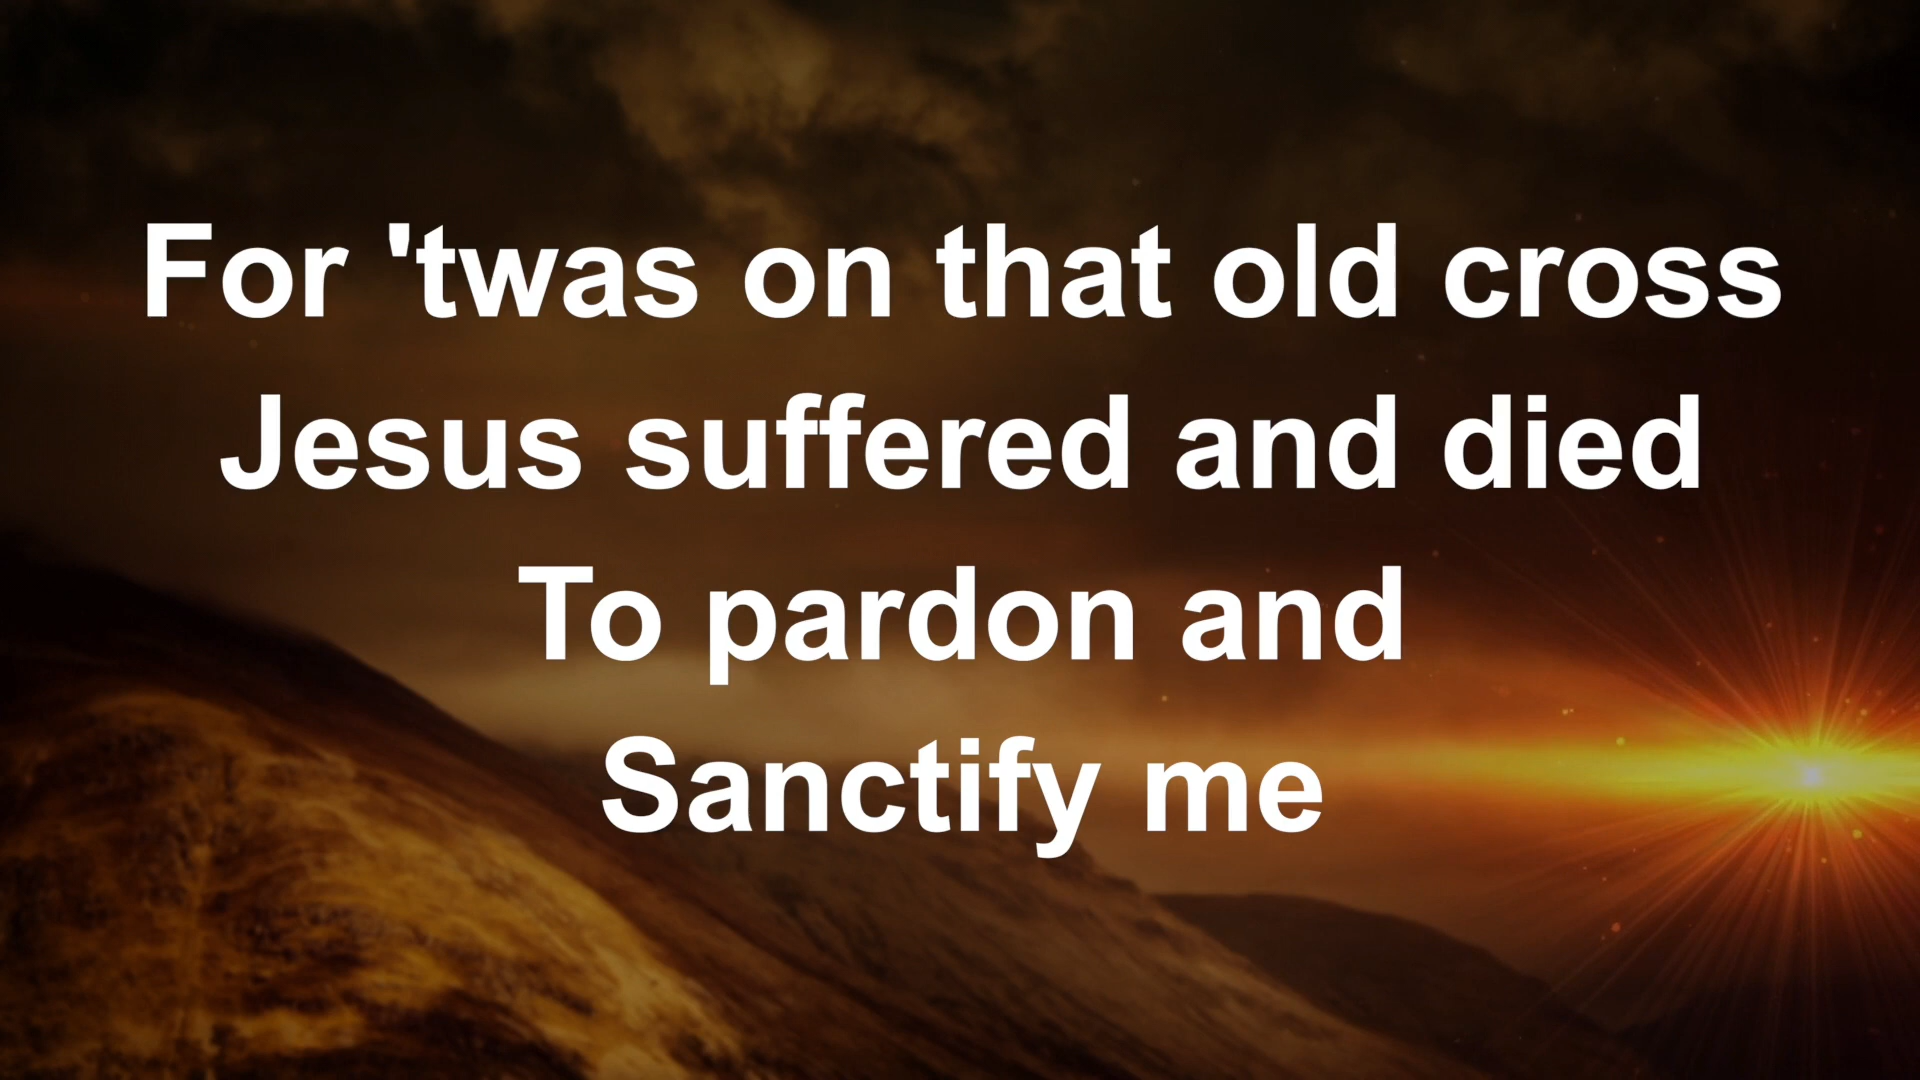 For 'twas on that old cross
Jesus suffered and died
To pardon and
Sanctify me